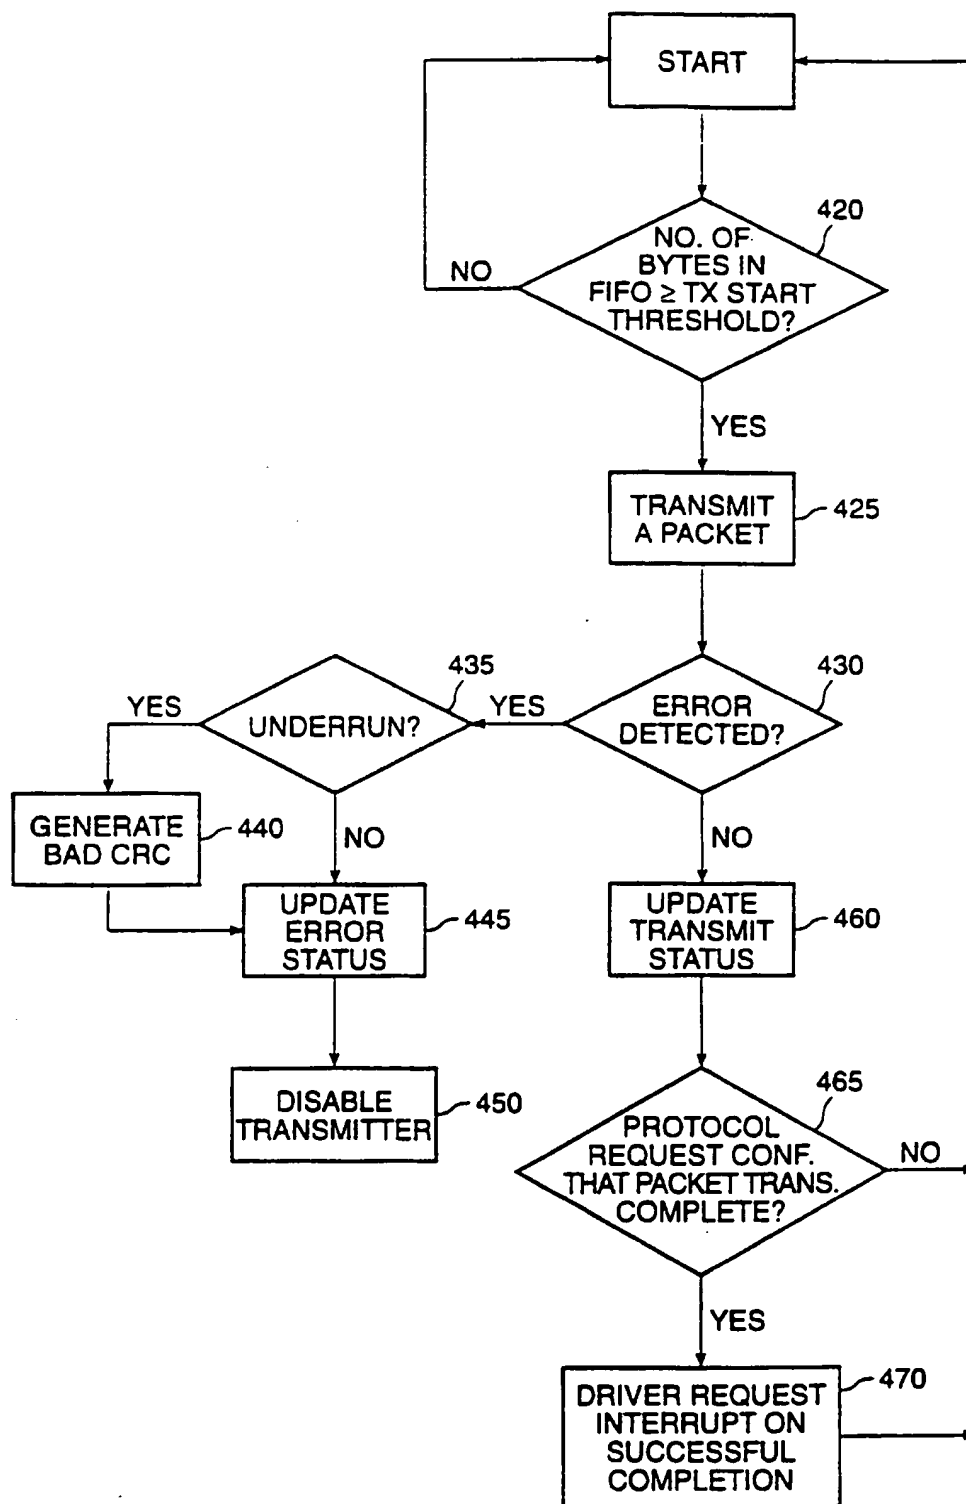 START
420
NO. OF
BYTES IN
FIFO ≥ TX START
THRESHOLD?
NO
YES
TRANSMIT
A PACKET
425
430
ERROR
DETECTED?
YES
435
UNDERRUN?
YES
GENERATE
BAD CRC
440
NO
NO
UPDATE
ERROR
STATUS
445
UPDATE
TRANSMIT
STATUS
460
DISABLE
TRANSMITTER
450
465
PROTOCOL
REQUEST CONF.
THAT PACKET TRANS.
COMPLETE?
NO
YES
DRIVER REQUEST
INTERRUPT ON
SUCCESSFUL
COMPLETION
470